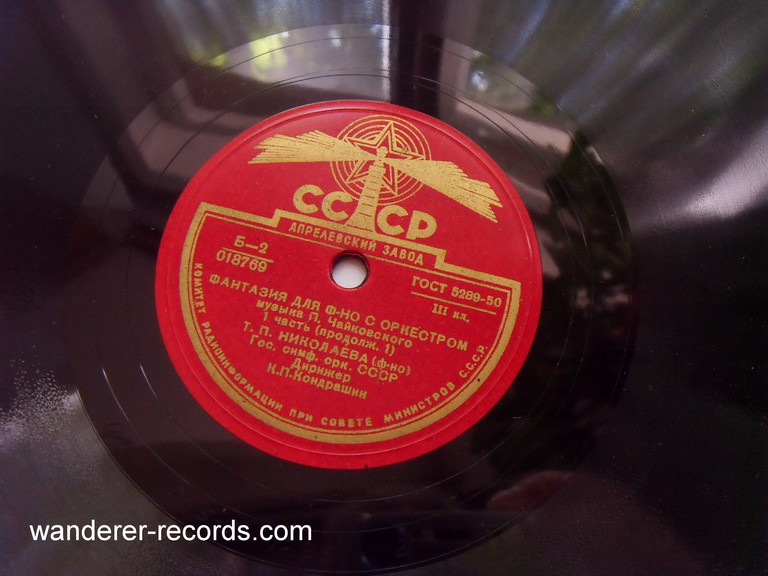 СССР
АПРЕЛЕВСКИЙ ЗАВОД
Б—2
018769
ГОСТ 5289-50
III кл.
ФАНТАЗИЯ ДЛЯ Ф-НО С ОРКЕСТРОМ
музыка П. Чайковского
1 часть (продолж. 1)
Т. П. НИКОЛАЕВА (ф-но)
Гос. симф. орк. СССР
Дирижер
К.П.Кондрашин
КОМИТЕТ РАДИОИНФОРМАЦИИ ПРИ СОВЕТЕ МИНИСТРОВ С.С.С.Р.
wanderer-records.com